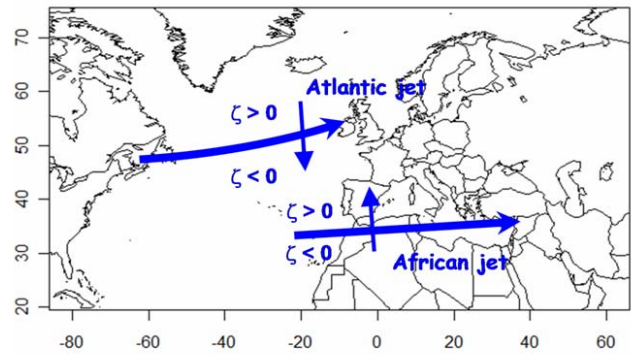 70
60
50
40
30
20
Atlantic jet
ζ > 0
ζ < 0
ζ > 0
ζ < 0
African jet
-80 -60 -40 -20 0 20 40 60